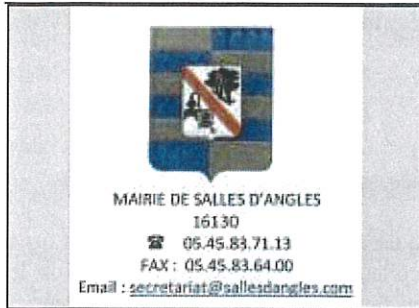 MAIRIE DE SALLES D'ANGLES
16130
☎ 05.45.83.71.13
FAX : 05.45.83.64.00
Email : secretariat@sallesdangles.com